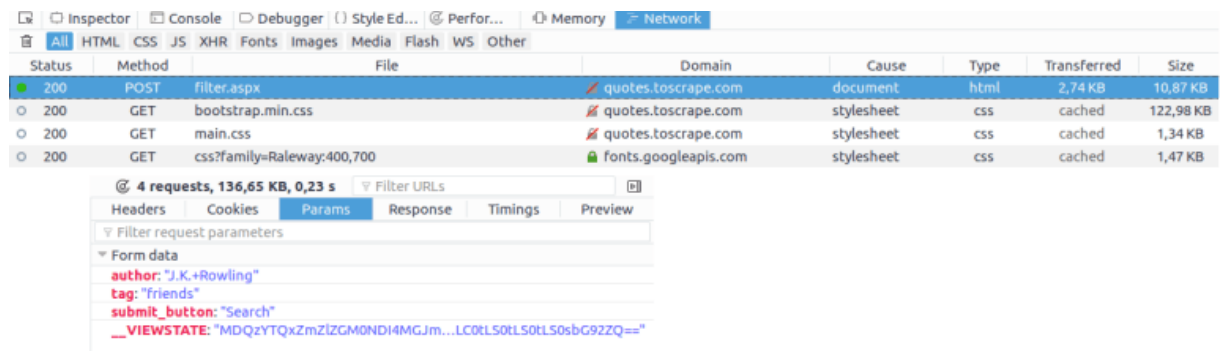 Inspector Console Debugger Style Ed... Perfor... Memory Network
All HTML CSS JS XHR Fonts Images Media Flash WS Other
Status Method File Domain Cause Type Transferred Size
200 POST filter.aspx quotes.toscrape.com document html 2,74 KB 10,87 KB
200 GET bootstrap.min.css quotes.toscrape.com stylesheet css cached 122,98 KB
200 GET main.css quotes.toscrape.com stylesheet css cached 1,34 KB
200 GET css?family=Raleway:400,700 fonts.googleapis.com stylesheet css cached 1,47 KB
4 requests, 136,65 KB, 0,23 s Filter URLs
Headers Cookies Params Response Timings Preview
Filter request parameters
Form data
author: "J.K.+Rowling"
tag: "friends"
submit_button: "Search"
__VIEWSTATE: "MDQzYTQxZmZlZGM0NDI4MGJm...LC0tLS0tLS0tLS0sbG92ZQ=="